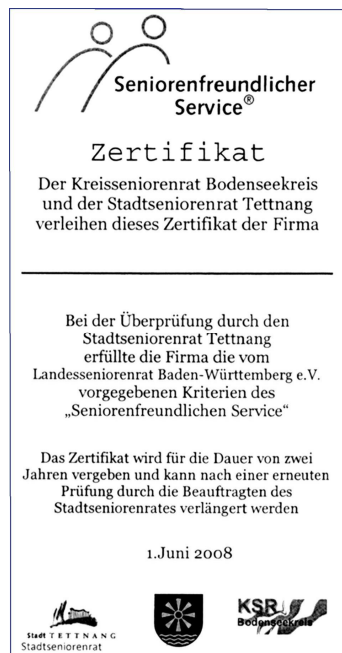 Seniorenfreundlicher
Service®
Zertifikat
Der Kreisseniorenrat Bodenseekreis
und der Stadtseniorenrat Tettnang
verleihen dieses Zertifikat der Firma
Bei der Überprüfung durch den
Stadtseniorenrat Tettnang
erfüllte die Firma die vom
Landesseniorenrat Baden-Württemberg e.V.
vorgegebenen Kriterien des
„Seniorenfreundlichen Service“
Das Zertifikat wird für die Dauer von zwei
Jahren vergeben und kann nach einer erneuten
Prüfung durch die Beauftragten des
Stadtseniorenrates verlängert werden
1.Juni 2008
Stadt TETTNANG
Stadtseniorenrat
KSR
Bodenseekreis